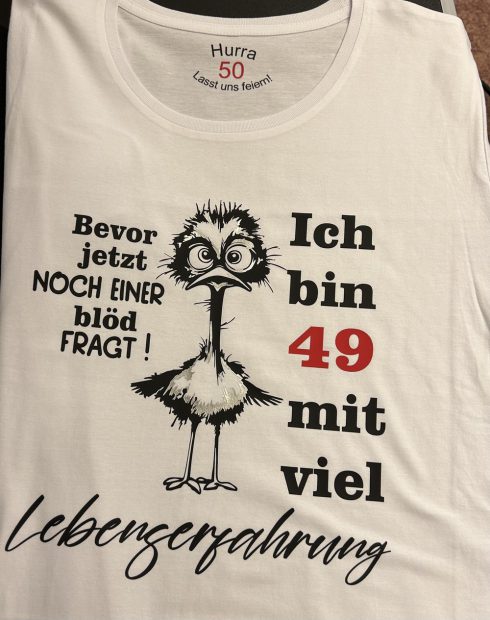 Hurra
50
Lasst uns feiern!
Bevor
jetzt
NOCH EINER
blöd
FRAGT !
Ich
bin
49
mit
viel
Lebenserfahrung